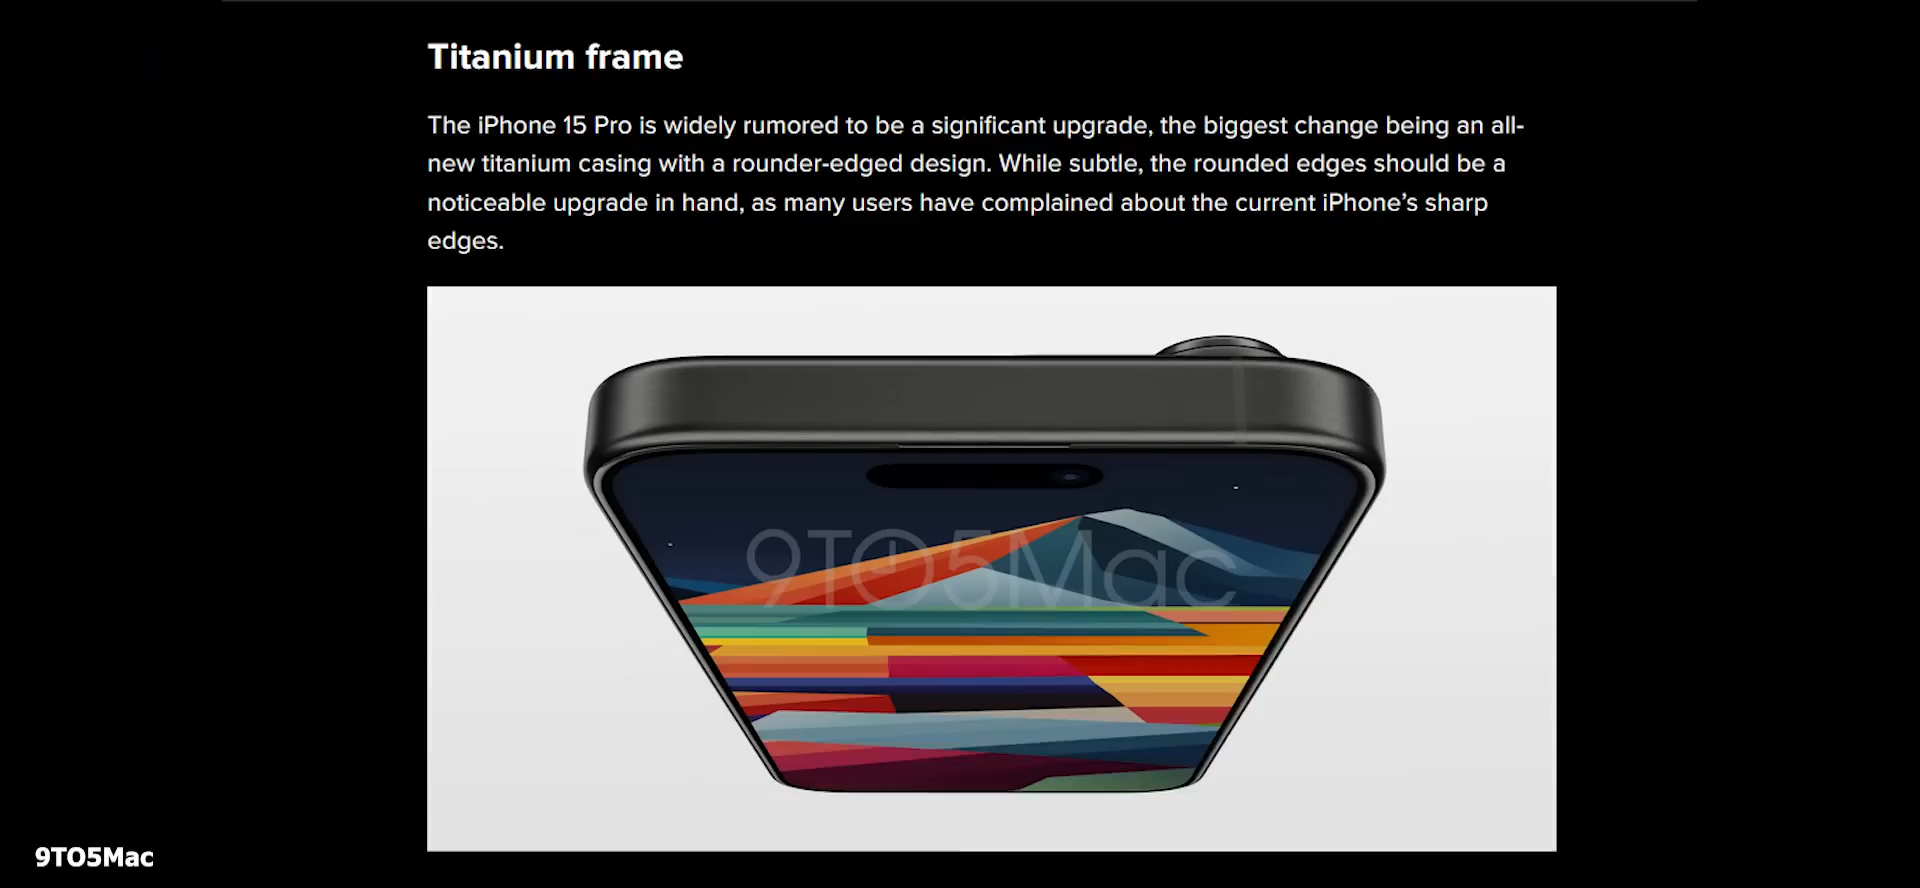 Titanium frame
The iPhone 15 Pro is widely rumored to be a significant upgrade, the biggest change being an all-
new titanium casing with a rounder-edged design. While subtle, the rounded edges should be a
noticeable upgrade in hand, as many users have complained about the current iPhone’s sharp
edges.
9TO5Mac
9TO5Mac